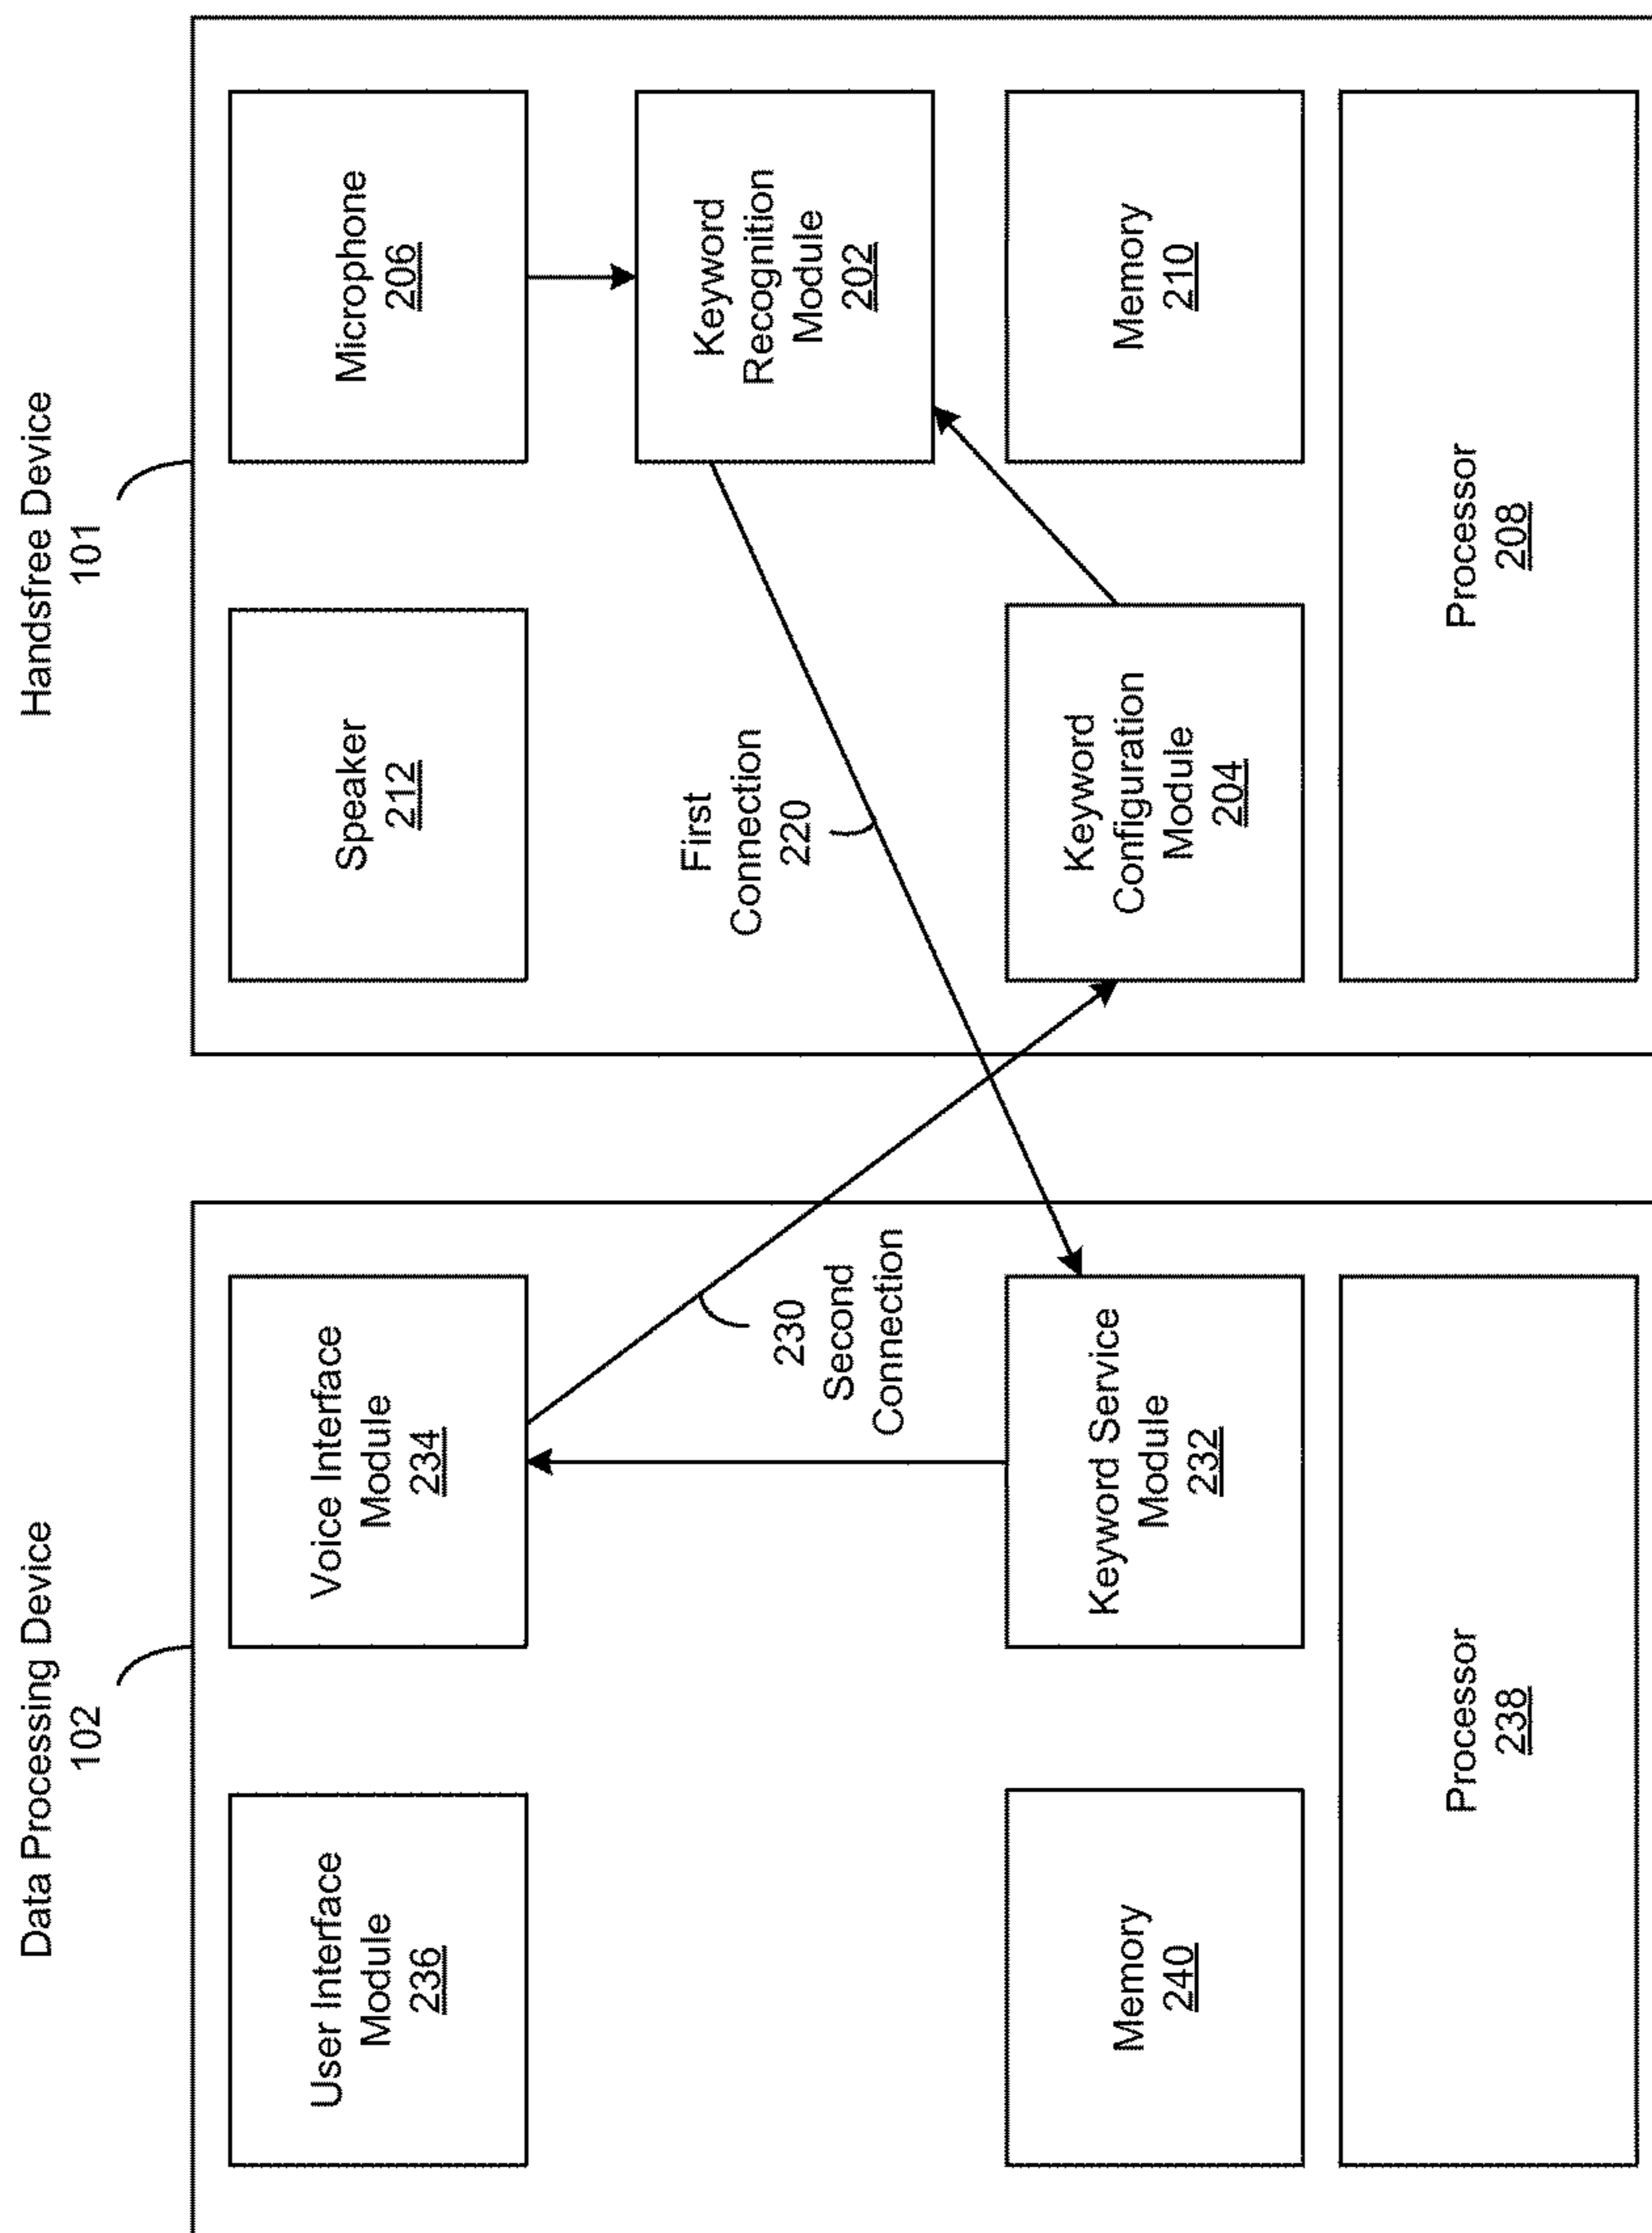 Data Processing Device
102
User Interface
Module
236
Voice Interface
Module
234
230
Second
Connection
Memory
240
Keyword Service
Module
232
Processor
238
Handsfree Device
101
Speaker
212
Microphone
206
First
Connection
220
Keyword
Recognition
Module
202
Keyword
Configuration
Module
204
Memory
210
Processor
208